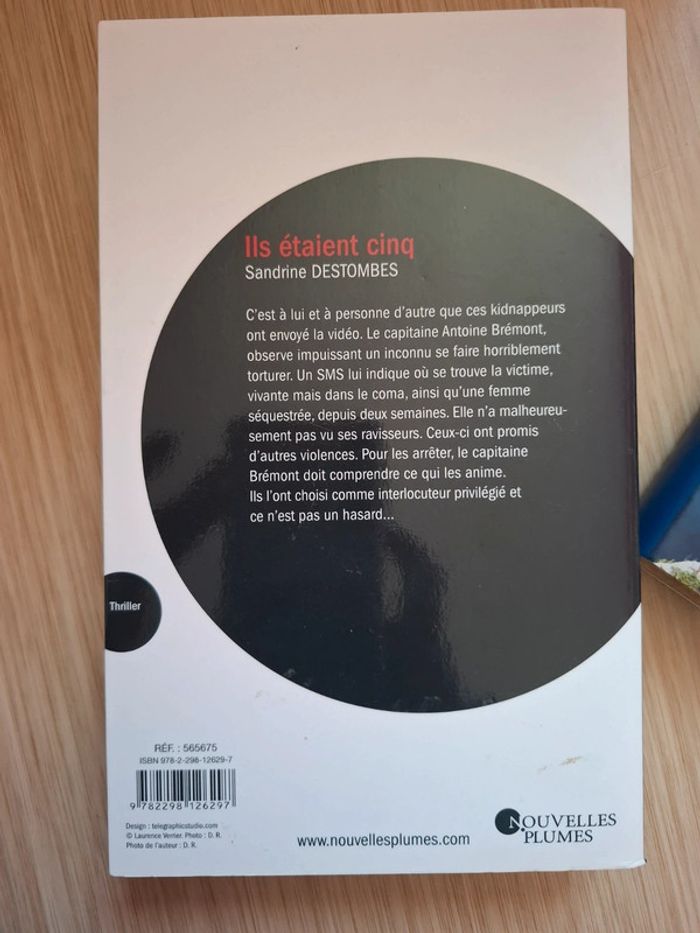 Ils étaient cinq
Sandrine DESTOMBES
C'est à lui et à personne d'autre que ces kidnappeurs
ont envoyé la vidéo. Le capitaine Antoine Brémont,
observe impuissant un inconnu se faire horriblement
torturer. Un SMS lui indique où se trouve la victime,
vivante mais dans le coma, ainsi qu'une femme
séquestrée, depuis deux semaines. Elle n'a malheureu-
sement pas vu ses ravisseurs. Ceux-ci ont promis
d'autres violences. Pour les arrêter, le capitaine
Brémont doit comprendre ce qui les anime.
Ils l'ont choisi comme interlocuteur privilégié et
ce n'est pas un hasard...
Thriller
RÉF. : 565675
ISBN 978-2-298-12629-7
9 782298 126297
Design : telegraphicstudio.com
© Laurence Verrier. Photo : D. R.
Photo de l'auteur : D. R.
www.nouvellesplumes.com
NOUVELLES
PLUMES